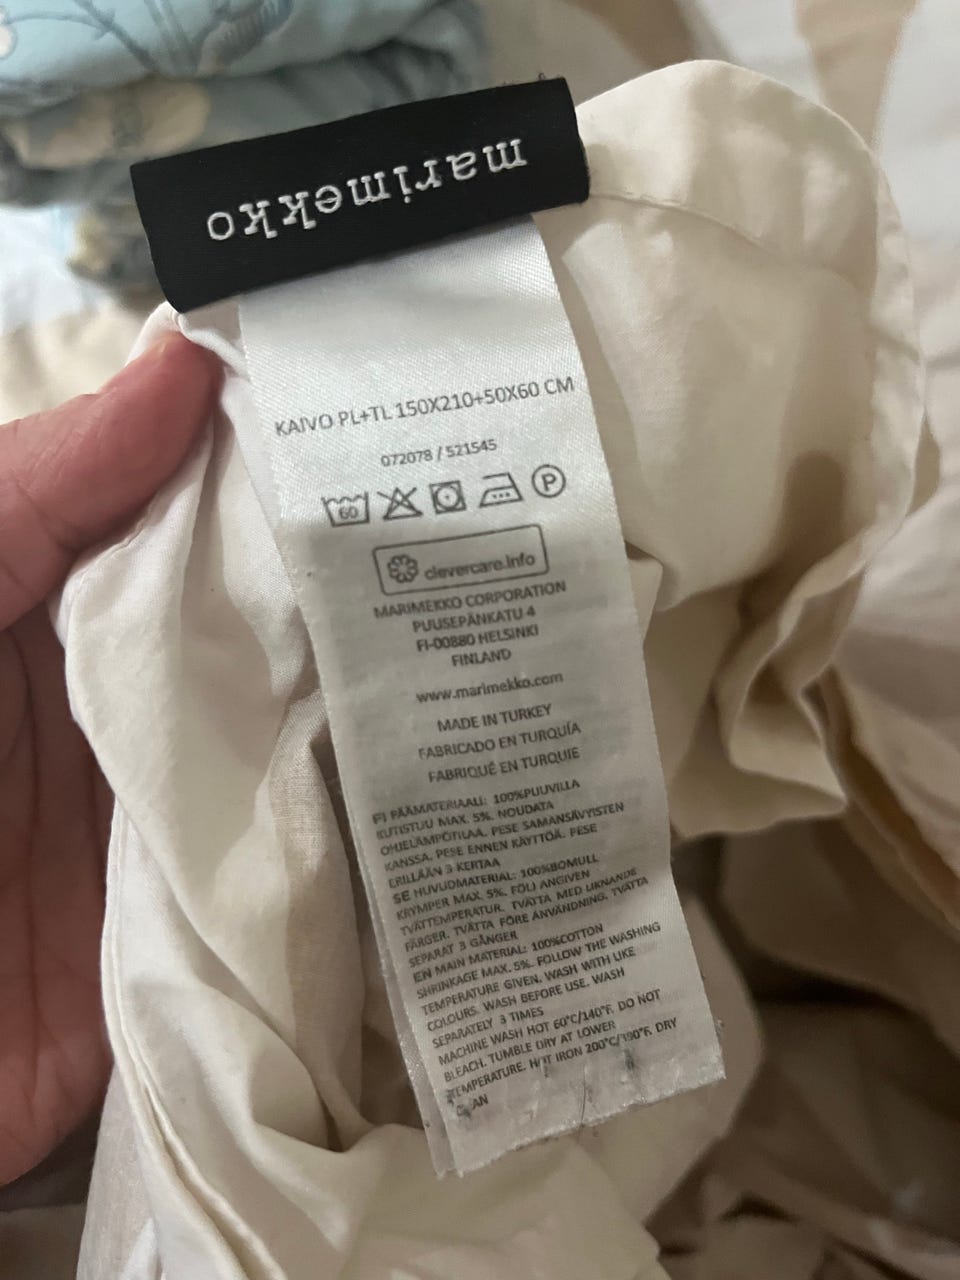 marimekko
KAIVO PL+TL 150X210+50X60 CM
072078 / 521545
60 P
clevercare.info
MARIMEKKO CORPORATION
PUUSEPÄNKATU 4
FI-00880 HELSINKI
FINLAND
www.marimekko.com
MADE IN TURKEY
FABRICADO EN TURQUÍA
FABRIQUÉ EN TURQUIE
FI PÄÄMATERIAALI: 100%PUUVILLA
KUTISTUU MAX. 5%. NOUDATA
OHJELÄMPÖTILAA. PESE SAMANSÄVYISTEN
KANSSA. PESE ENNEN KÄYTTÖÄ. PESE
ERILLÄÄN 3 KERTAA
SE HUVUDMATERIAL: 100%BOMULL
KRYMPER MAX. 5%. FÖLJ ANGIVEN
TVÄTTEMPERATUR. TVÄTTA MED LIKNANDE
FÄRGER. TVÄTTA FÖRE ANVÄNDNING. TVÄTTA
SEPARAT 3 GÅNGER
EN MAIN MATERIAL: 100%COTTON
SHRINKAGE MAX. 5%. FOLLOW THE WASHING
TEMPERATURE GIVEN. WASH WITH LIKE
COLOURS. WASH BEFORE USE. WASH
SEPARATELY 3 TIMES
MACHINE WASH HOT 60°C/140°F. DO NOT
BLEACH. TUMBLE DRY AT LOWER
TEMPERATURE. HOT IRON 200°C/390°F. DRY